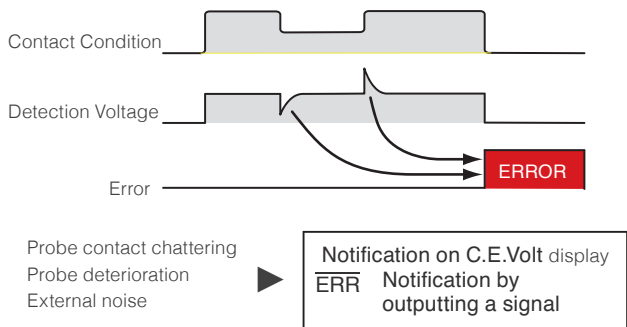 Contact Condition
Detection Voltage
Error
ERROR
Probe contact chattering
Probe deterioration
External noise
Notification on C.E.Volt display
ERR Notification by
outputting a signal